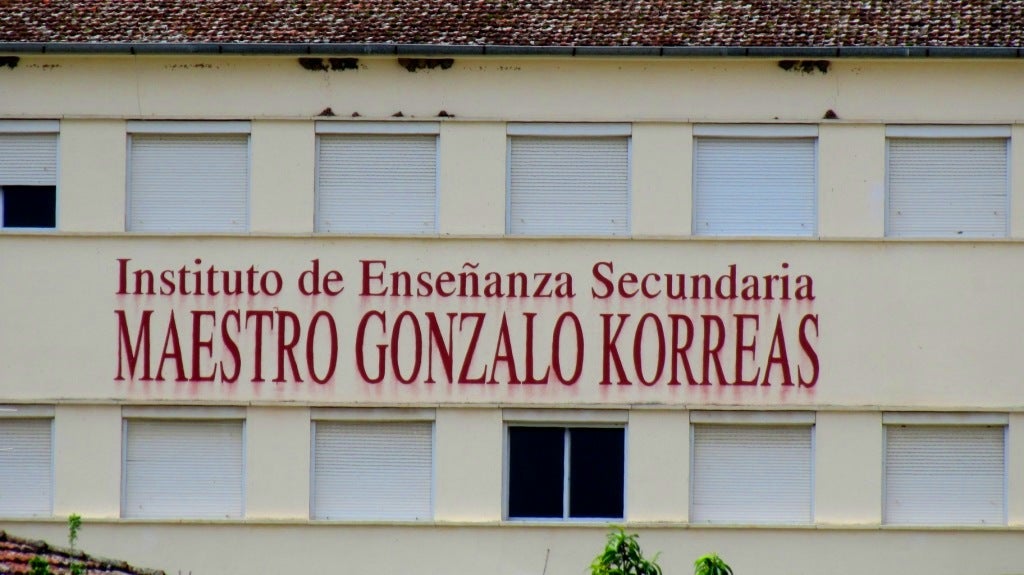 Instituto de Enseñanza Secundaria
MAESTRO GONZALO KORREAS